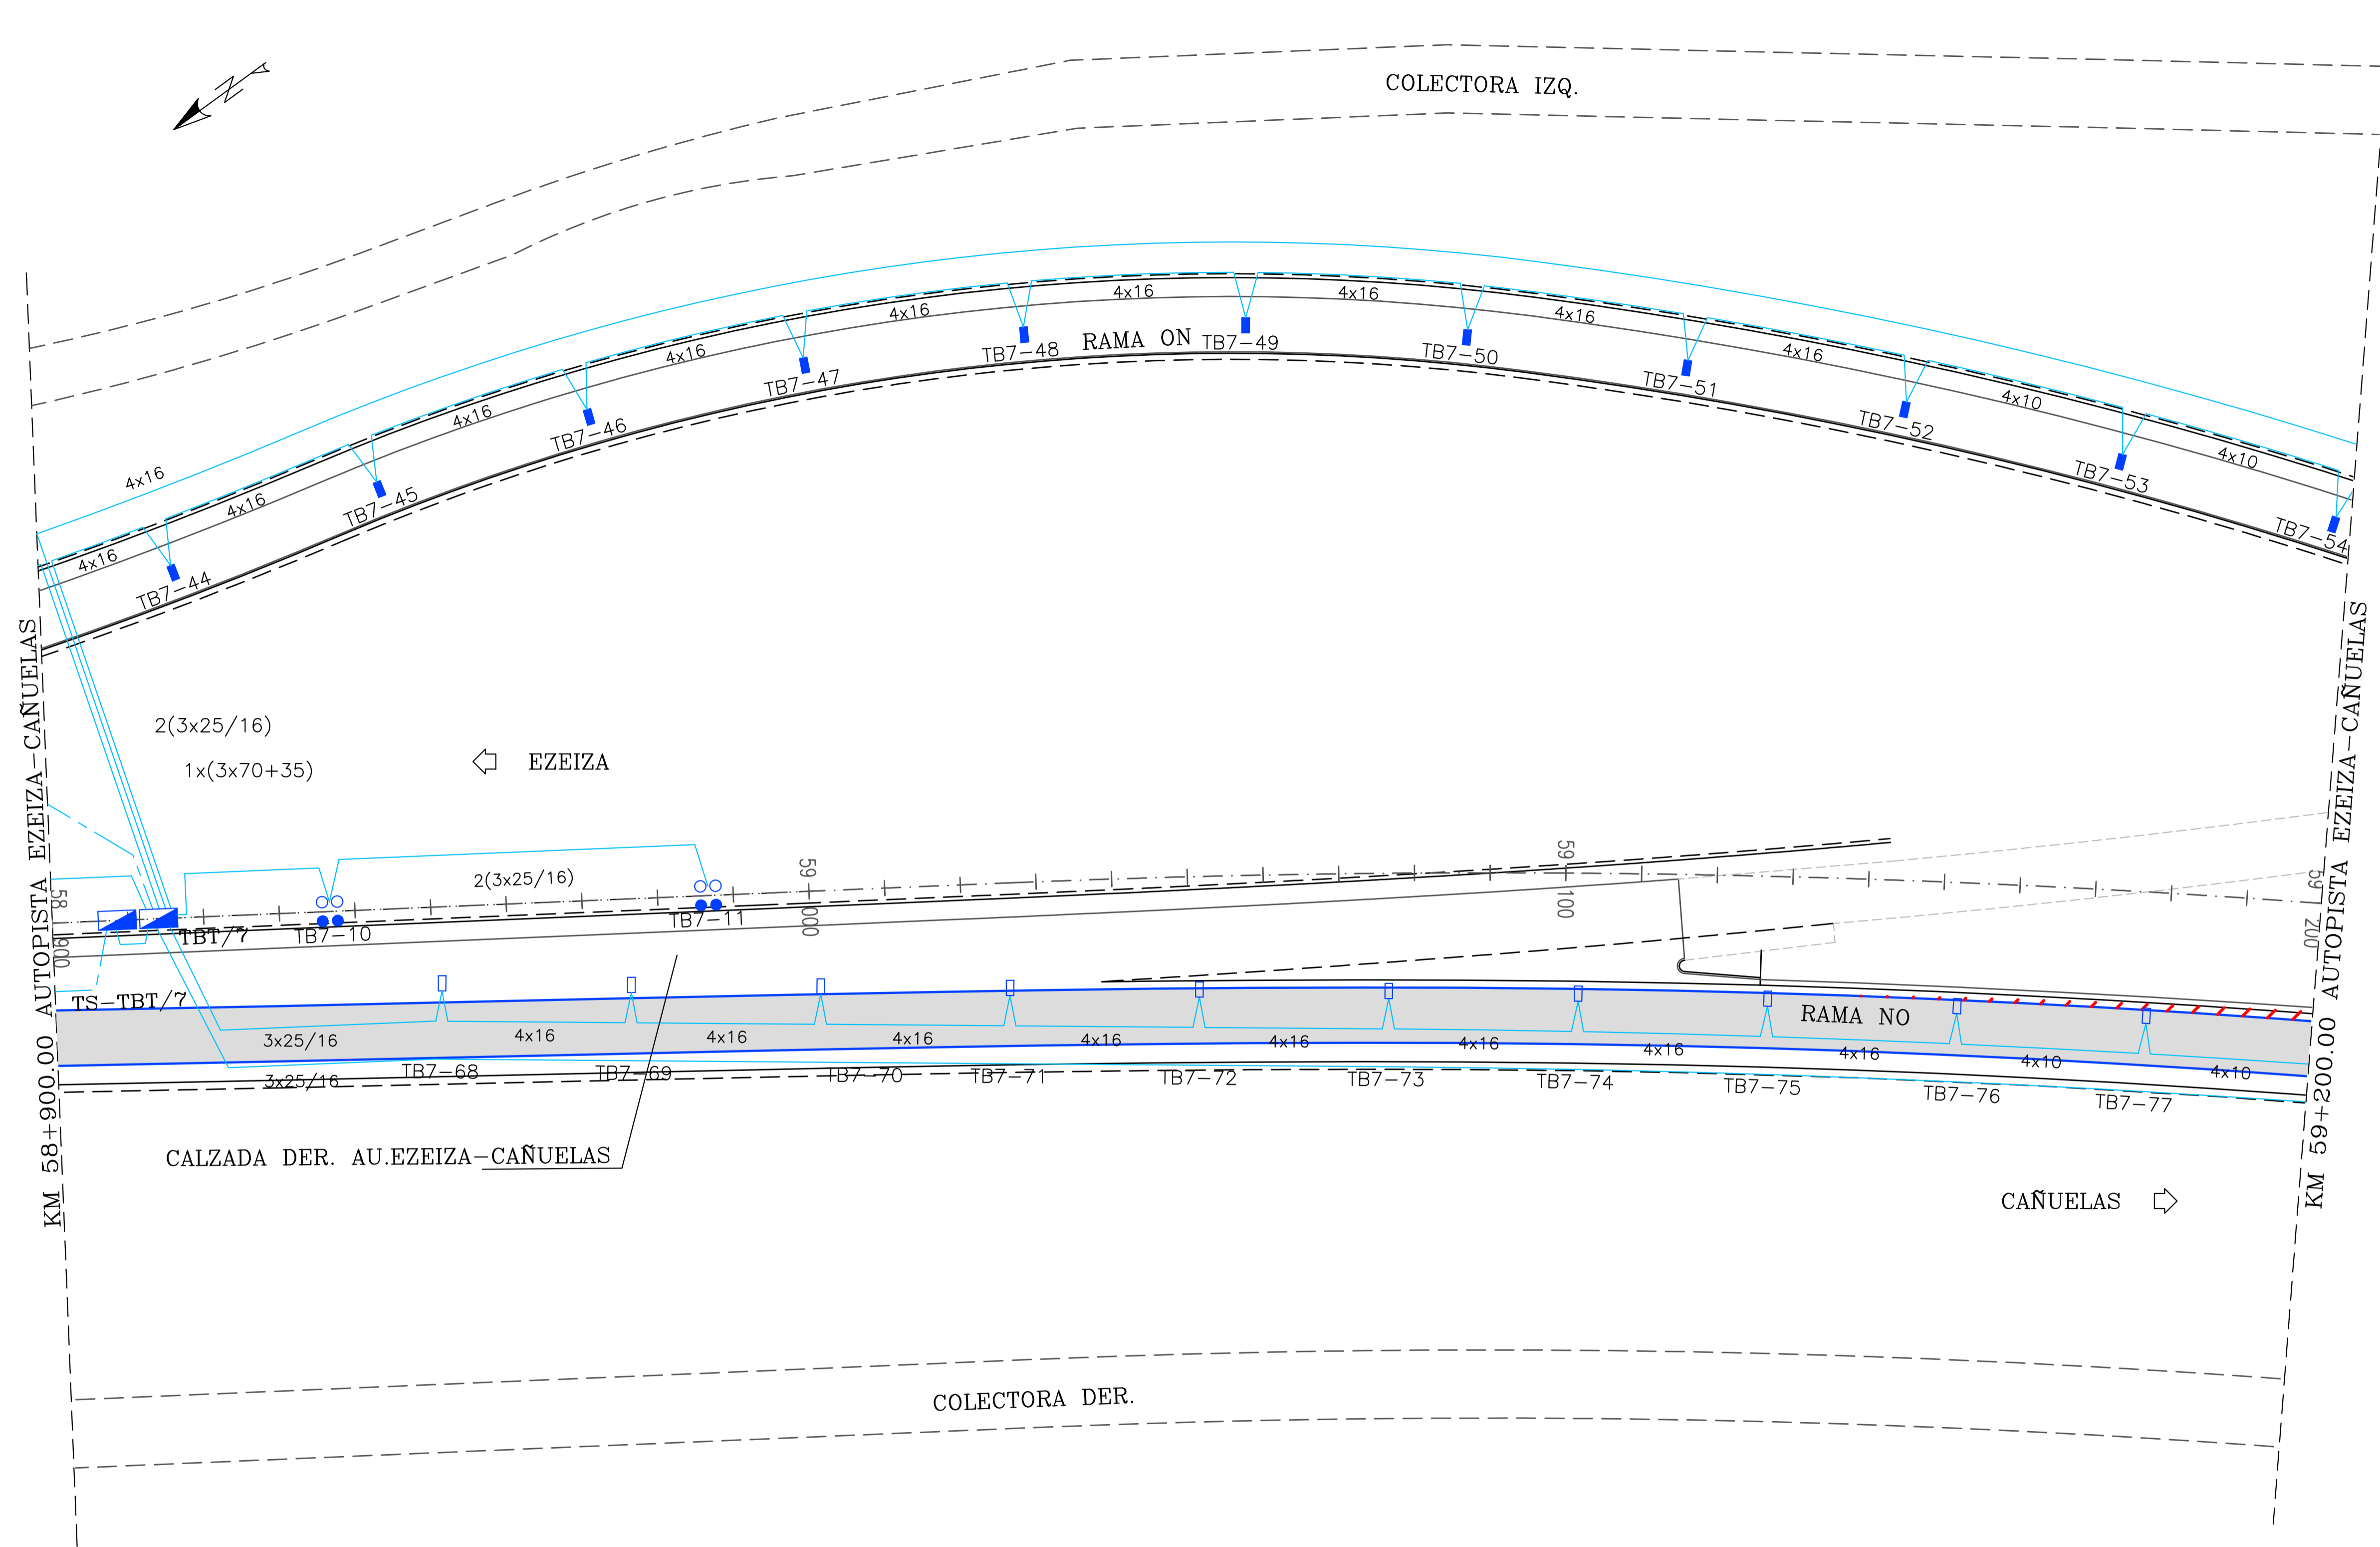 N
COLECTORA IZQ.
4x16
4x16
4x16
4x16
4x16
4x16
4x16
4x16
4x16
4x16
4x10
4x10
RAMA ON
TB7-44
TB7-45
TB7-46
TB7-47
TB7-48
TB7-49
TB7-50
TB7-51
TB7-52
TB7-53
TB7-54
2(3x25/16)
1x(3x70+35)
EZEIZA
2(3x25/16)
58
900
59
000
59
100
59
200
TBT/7
TB7-10
TB7-11
TS-TBT/7
RAMA NO
3x25/16
4x16
4x16
4x16
4x16
4x16
4x16
4x16
4x16
4x10
4x10
3x25/16
TB7-68
TB7-69
TB7-70
TB7-71
TB7-72
TB7-73
TB7-74
TB7-75
TB7-76
TB7-77
CALZADA DER. AU.EZEIZA-CAÑUELAS
CAÑUELAS
COLECTORA DER.
KM 58+900.00 AUTOPISTA EZEIZA-CAÑUELAS
KM 59+200.00 AUTOPISTA EZEIZA-CAÑUELAS